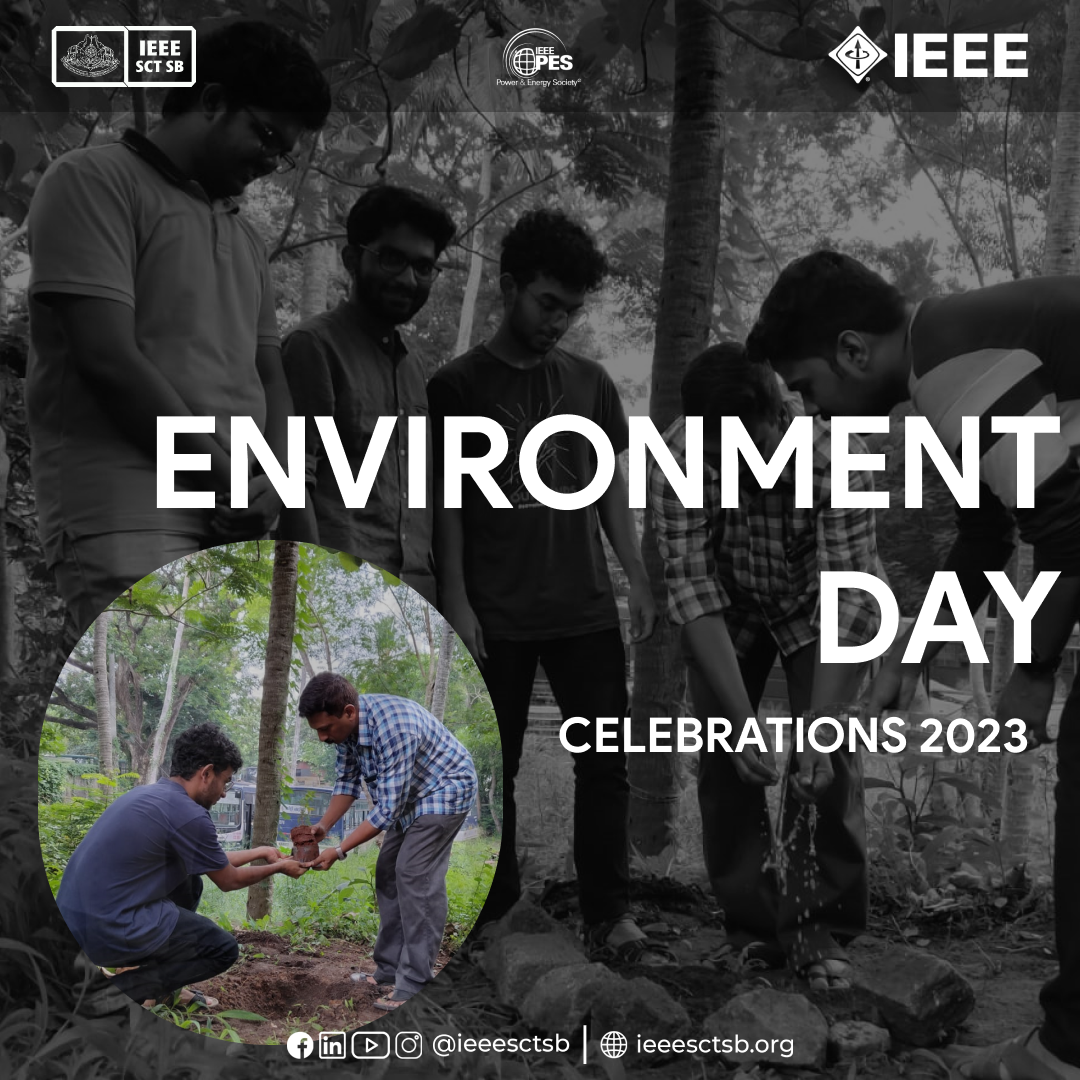 IEEE
SCT SB
IEEE
PES
Power & Energy Society®
IEEE
ENVIRONMENT
DAY
CELEBRATIONS 2023
@ieeesctsb | ieeesctsb.org